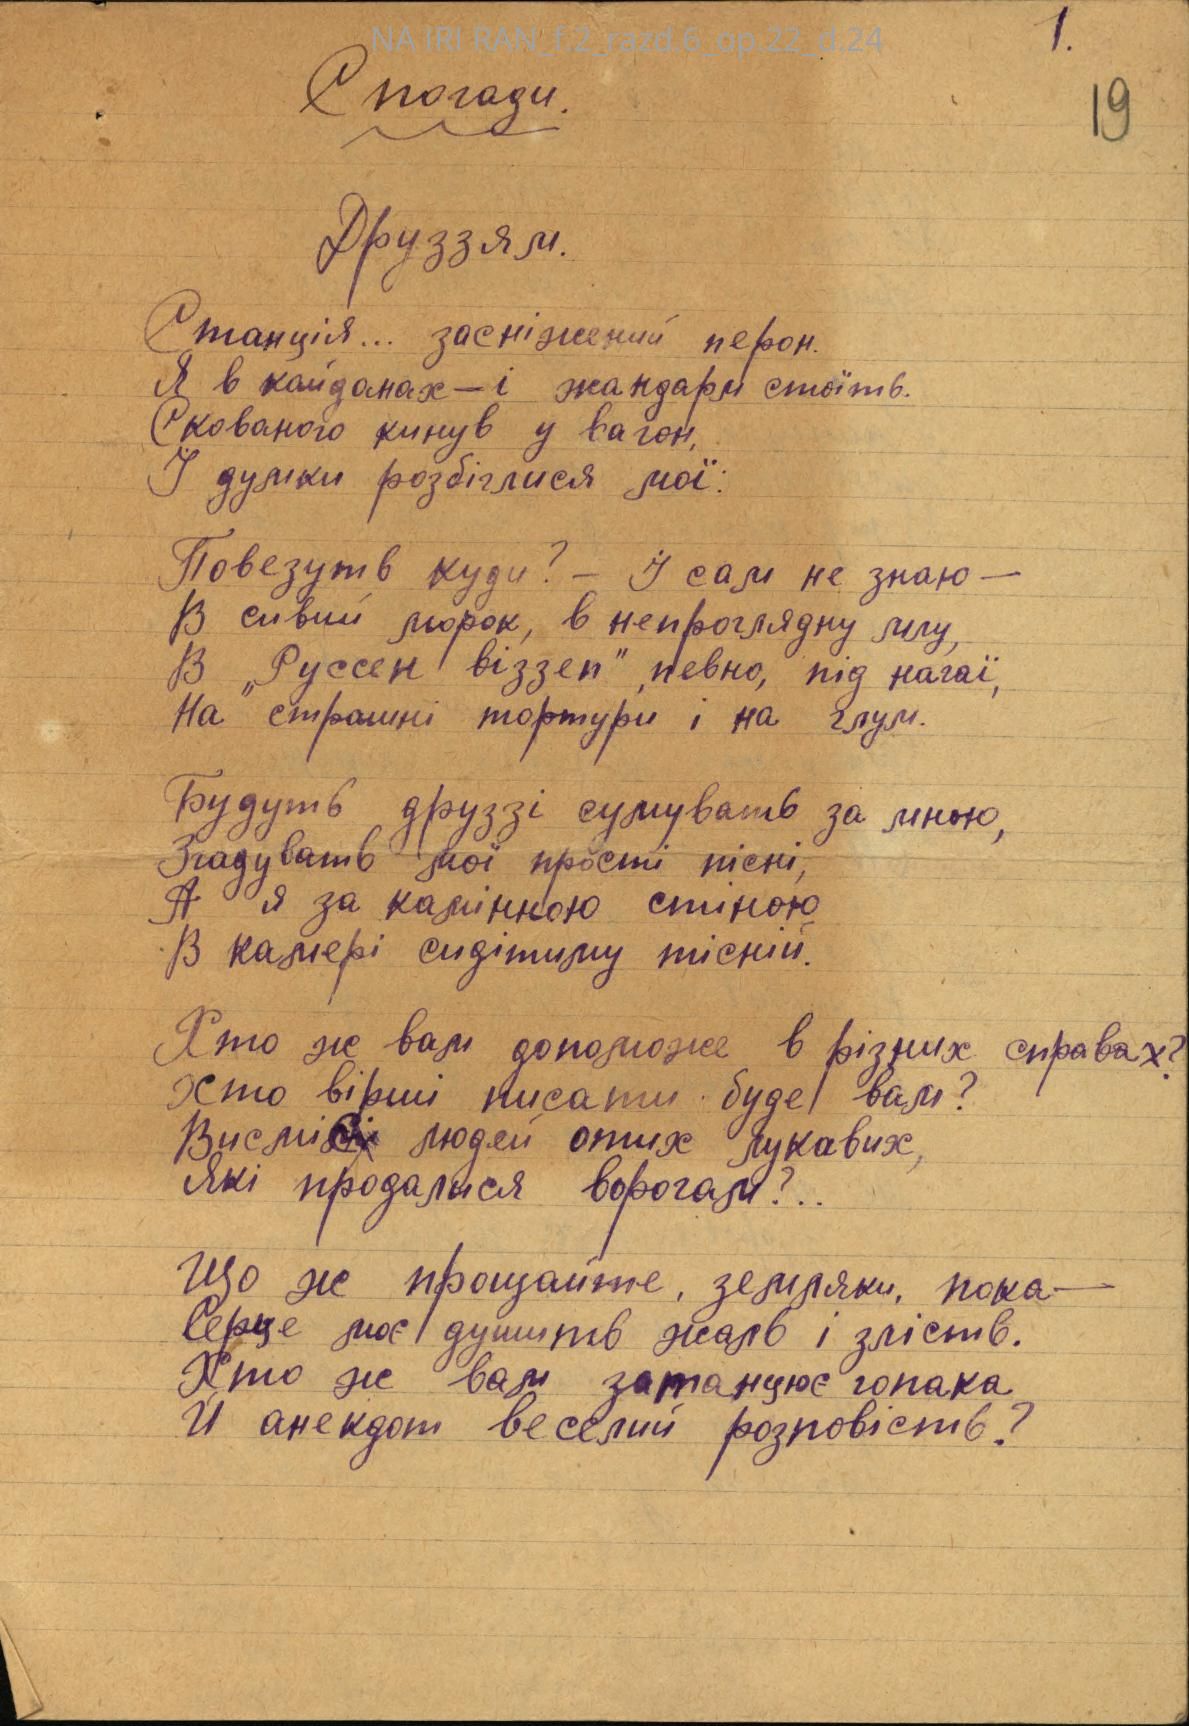 NA IRI RAN_f.2_razd.6_op.22_d.24
1.
19
Спогади.
Друззям.
Станція... засніжений перон.
Я в кайданах — і жандарм стоїть.
Скованого кинув у вагон,
І думки розбіглися мої:
Повезуть куди? — І сам не знаю —
В сивий морок, в непроглядну млу,
В „Руссен віззен", певно, під нагаї,
На страшні тортури і на глум.
Будуть друззі сумувать за мною,
Згадувать мої прості пісні,
А я за камінною стіною
В камері сидітиму тісній.
Хто ж вам допоможе в різних справах?
Хто вірші писати буде вам?
людей отих лукавих,
Які продалися ворогам?..
Що ж прощайте, земляки, пока —
Серце моє душить жаль і злість.
Хто ж вам затанцює гопака
Й анекдот веселий розповість?